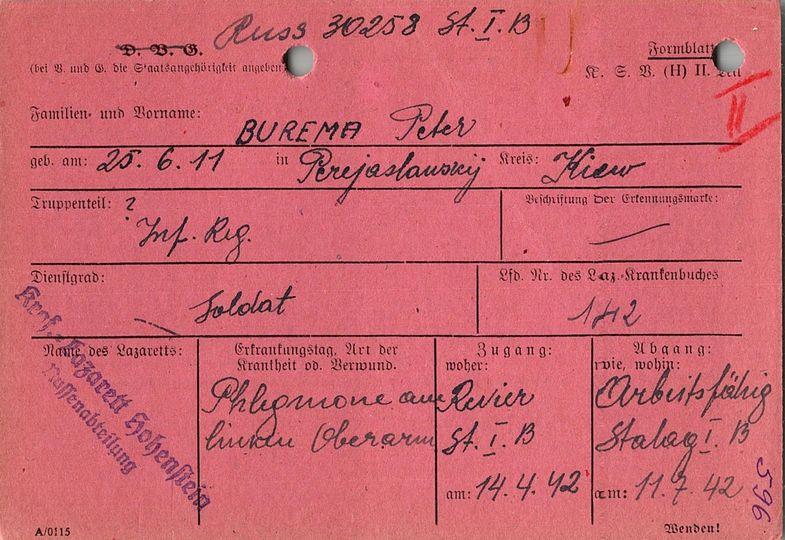 Russ 30258 St. I. B
D. V. G.
(bei V. und G. die Staatsangehörigkeit angeben)
Formblatt
K. S. V. (H) II. Teil
II
Familien- und Vorname:
BUREMA Peter
geb. am: 25. 6. 11 in Perejaslawskij Kreis: Kiew
Truppenteil: ?
Inf. Reg.
Beschriftung der Erkennungsmarke:
—
Dienstgrad:
Soldat
Lfd. Nr. des Laz.-Krankenbuches
142
Name des Lazaretts:
Krgf.-Lazarett Hohenstein
Russenabteilung
Erkrankungstag, Art der
Krankheit od. Verwund.
Phlegmone am
linken Oberarm
Zugang:
woher:
Revier
St. I. B
am: 14. 4. 42
Abgang:
wie, wohin:
Arbeitsfähig
Stalag I. B
am: 11. 7. 42
596
A/0115
Wenden!